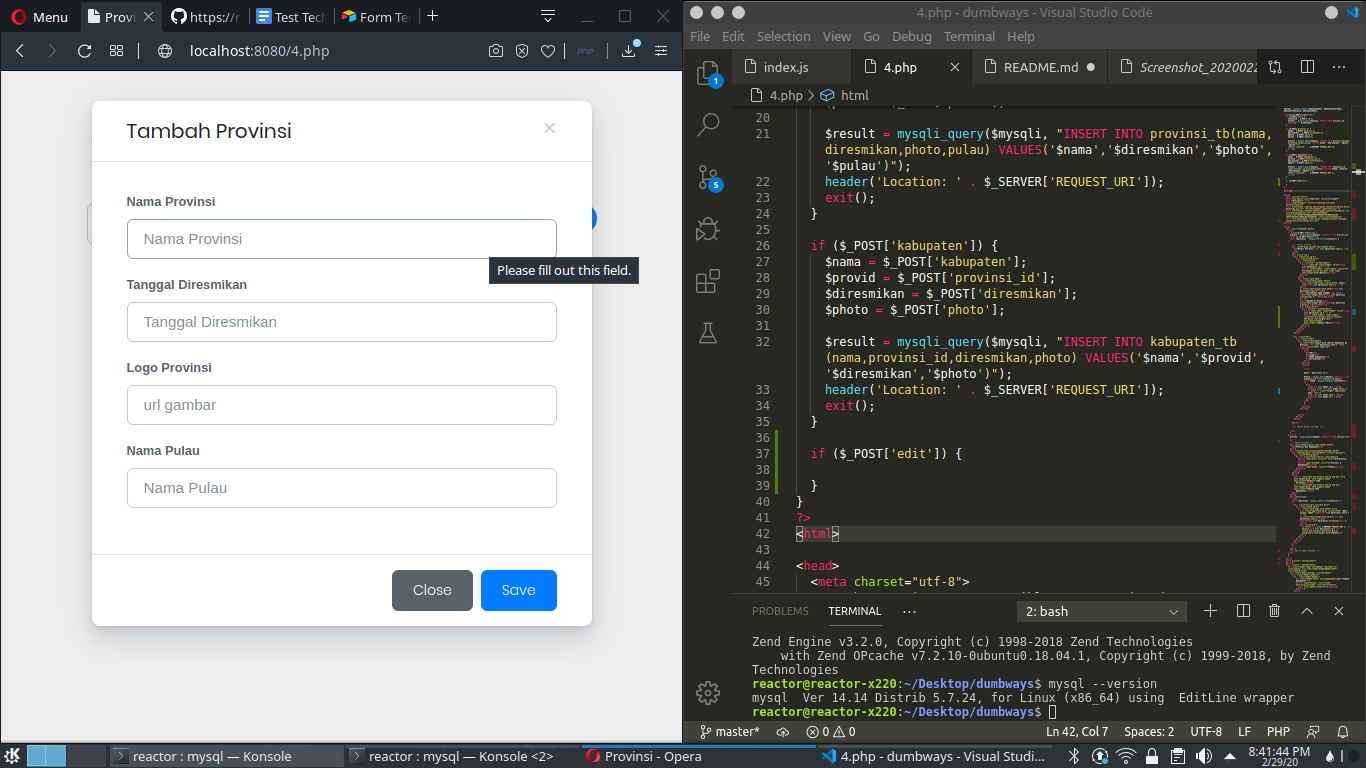 Menu
Provi
https://r
Test Tech
Form Te
localhost:8080/4.php
php
Tambah Provinsi
Nama Provinsi
Nama Provinsi
Please fill out this field.
Tanggal Diresmikan
Tanggal Diresmikan
Logo Provinsi
url gambar
Nama Pulau
Nama Pulau
Close
Save
4.php - dumbways - Visual Studio Code
File Edit Selection View Go Debug Terminal Help
index.js
4.php
README.md
Screenshot_2020022
1
5
4.php > html
20
21 $result = mysqli_query($mysqli, "INSERT INTO provinsi_tb(nama,
diresmikan,photo,pulau) VALUES('$nama','$diresmikan','$photo',
'$pulau')");
22 header('Location: ' . $_SERVER['REQUEST_URI']);
23 exit();
24 }
25
26 if ($_POST['kabupaten']) {
27 $nama = $_POST['kabupaten'];
28 $provid = $_POST['provinsi_id'];
29 $diresmikan = $_POST['diresmikan'];
30 $photo = $_POST['photo'];
31
32 $result = mysqli_query($mysqli, "INSERT INTO kabupaten_tb
(nama,provinsi_id,diresmikan,photo) VALUES('$nama','$provid',
'$diresmikan','$photo')");
33 header('Location: ' . $_SERVER['REQUEST_URI']);
34 exit();
35 }
36
37 if ($_POST['edit']) {
38
39 }
40 }
41 ?>
42 <html>
43
44 <head>
45 <meta charset="utf-8">
PROBLEMS TERMINAL ···
2: bash
Zend Engine v3.2.0, Copyright (c) 1998-2018 Zend Technologies
with Zend OPcache v7.2.10-0ubuntu0.18.04.1, Copyright (c) 1999-2018, by Zend
Technologies
reactor@reactor-x220:~/Desktop/dumbways$ mysql --version
mysql Ver 14.14 Distrib 5.7.24, for Linux (x86_64) using EditLine wrapper
reactor@reactor-x220:~/Desktop/dumbways$
master*
0
0
Ln 42, Col 7
Spaces: 2
UTF-8
LF
PHP
reactor : mysql — Konsole
reactor : mysql — Konsole <2>
Provinsi - Opera
4.php - dumbways - Visual Studi...
8:41:44 PM
2/29/20